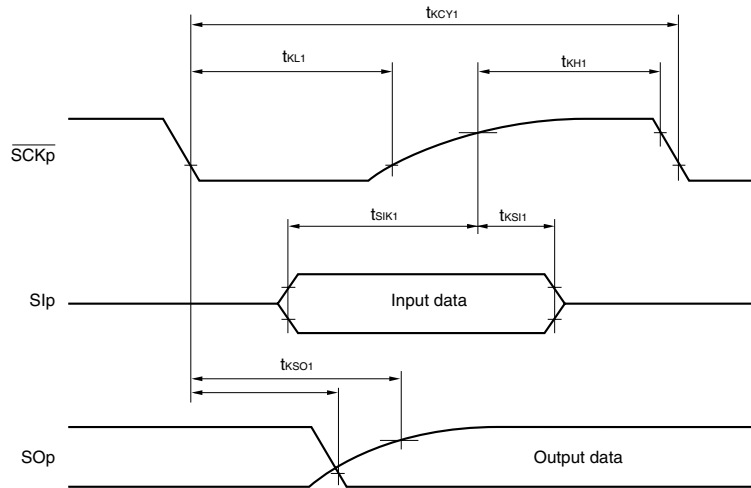 tKCY1
tKL1
tKH1
SCKp
tSIK1
tKSI1
SIp
Input data
tKSO1
SOp
Output data